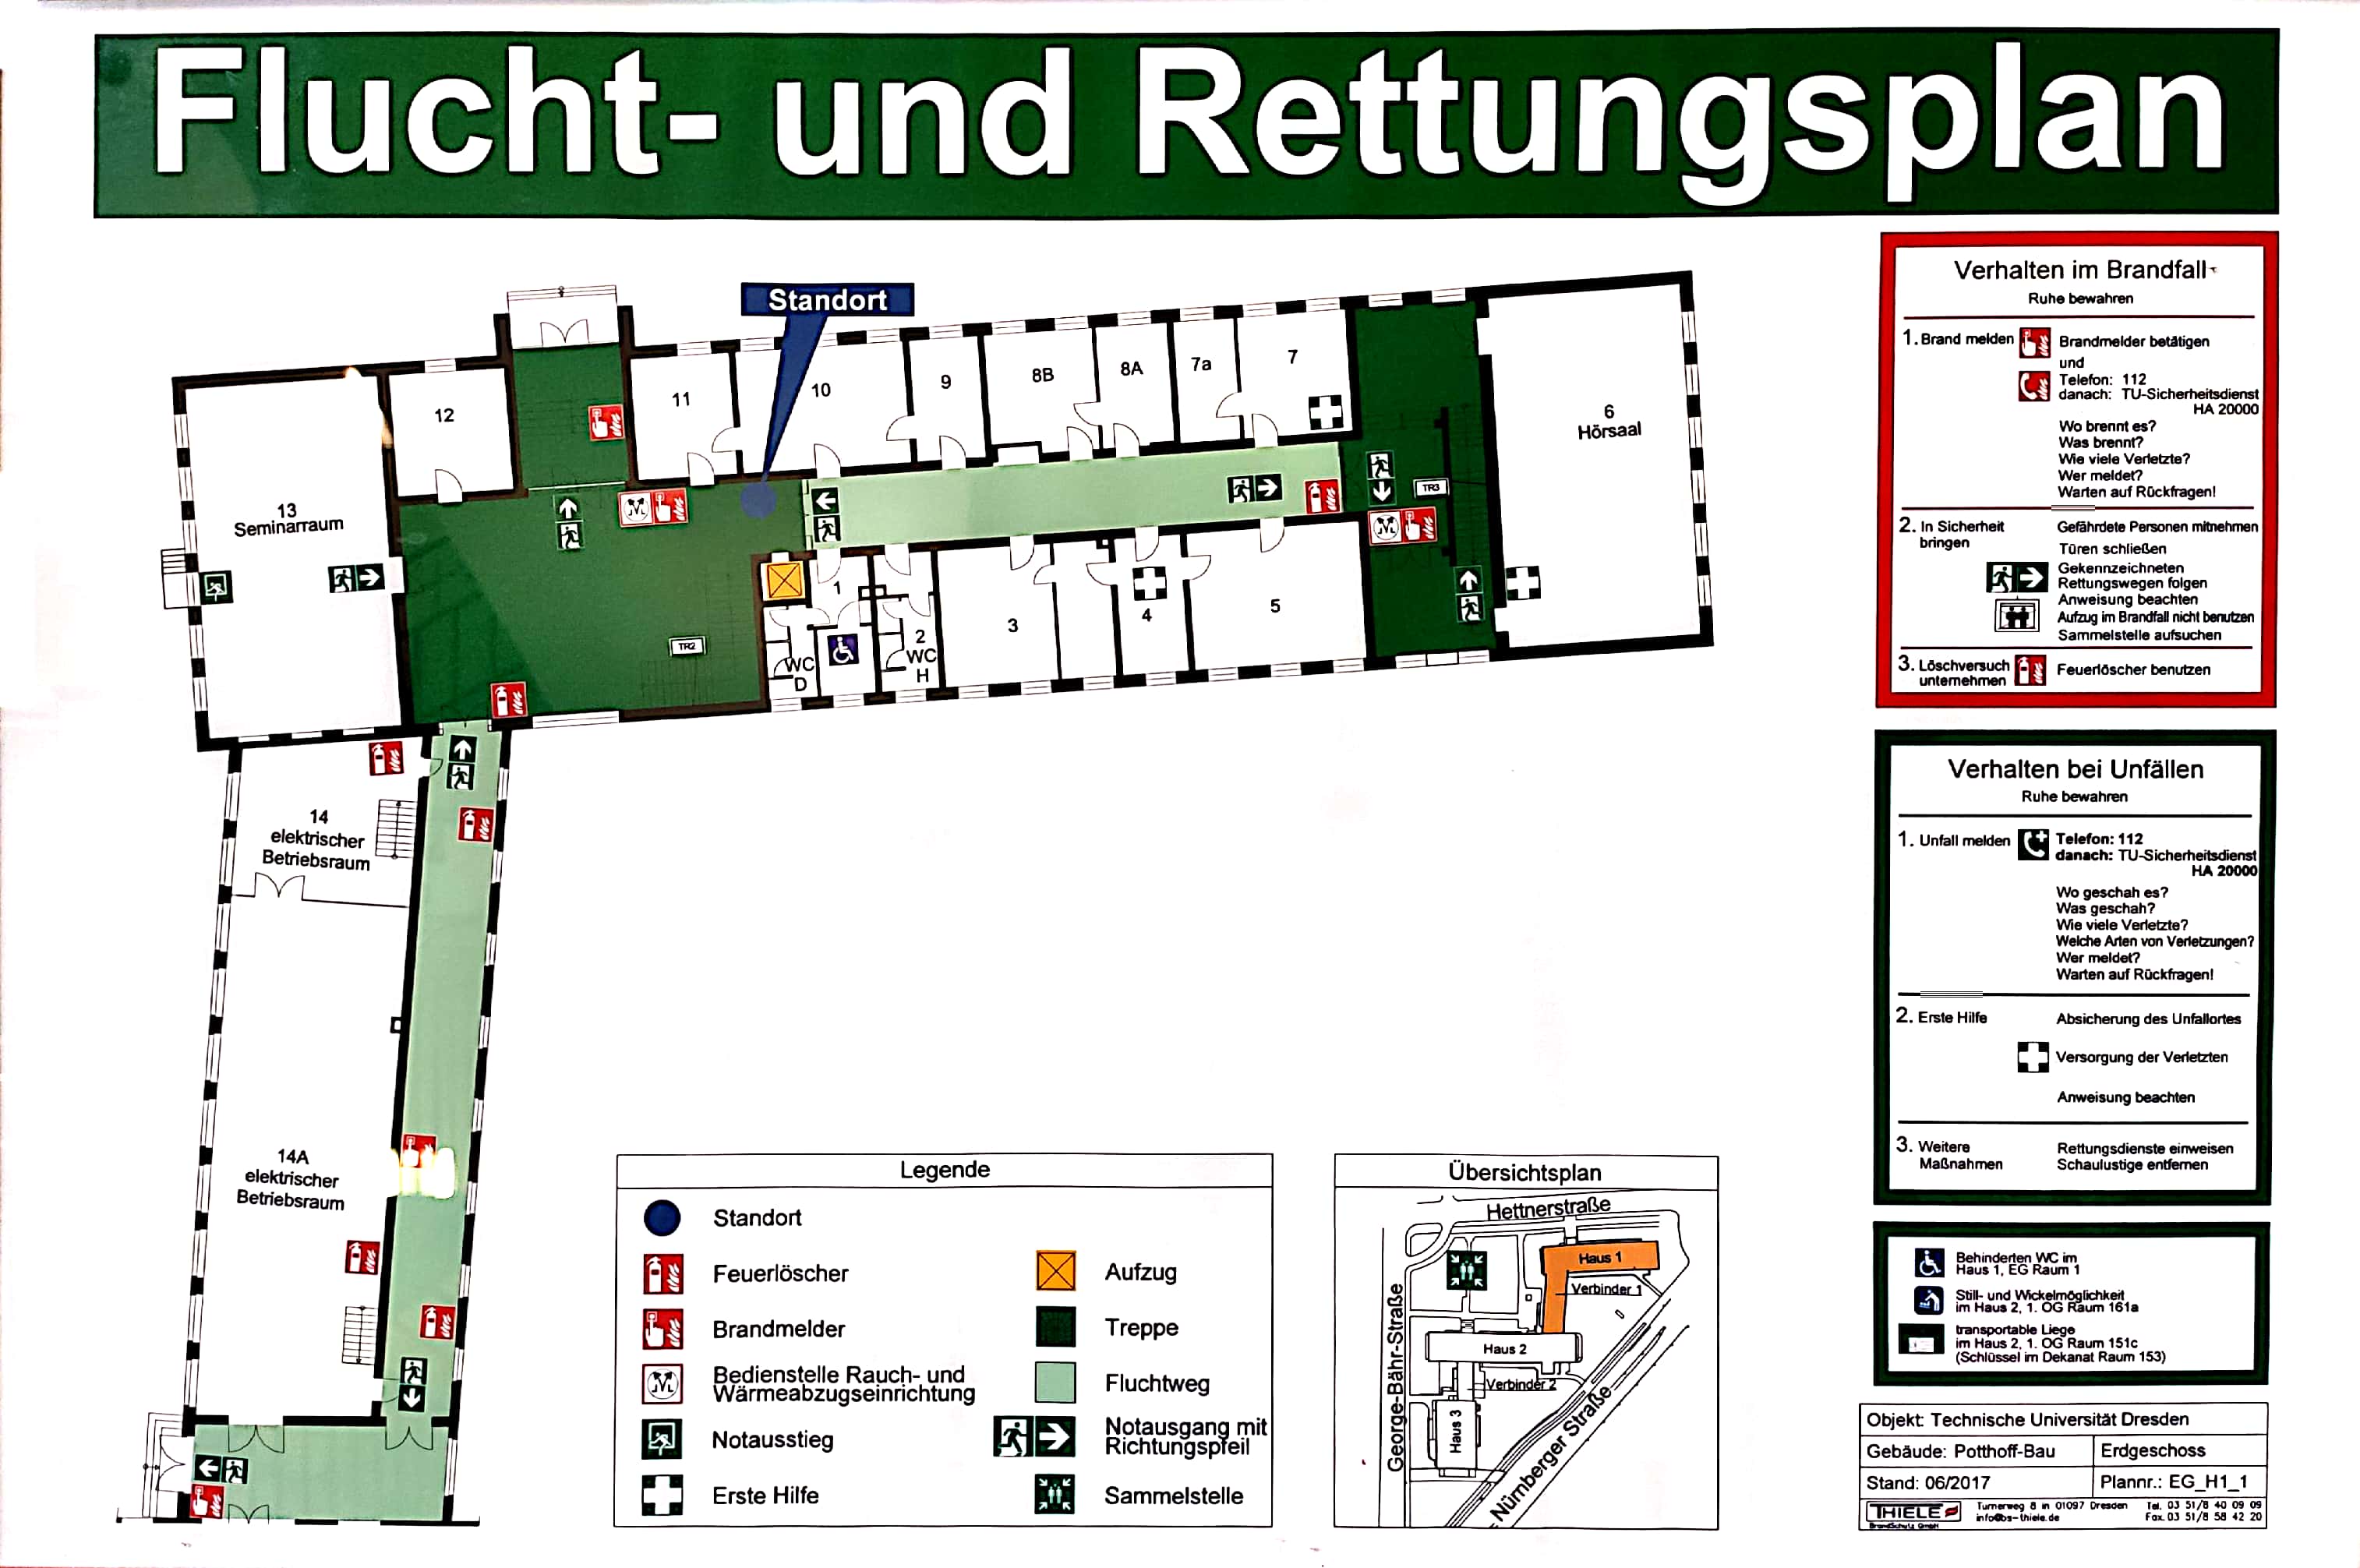 Flucht- und Rettungsplan
Standort
12
11
10
9
8B
8A
7a
7
6
Hörsaal
13
Seminarraum
TR3
TR2
1
2
WC
D
WC
H
3
4
5
14
elektrischer
Betriebsraum
14A
elektrischer
Betriebsraum
Legende
Standort
Feuerlöscher
Brandmelder
Bedienstelle Rauch- und
Wärmeabzugseinrichtung
Notausstieg
Erste Hilfe
Aufzug
Treppe
Fluchtweg
Notausgang mit
Richtungspfeil
Sammelstelle
Übersichtsplan
Hettnerstraße
Haus 1
Verbinder 1
George-Bähr-Straße
Haus 2
Verbinder 2
Haus 3
Nürnberger Straße
Verhalten im Brandfall
Ruhe bewahren
1. Brand melden Brandmelder betätigen
und
Telefon: 112
danach: TU-Sicherheitsdienst
HA 20000
Wo brennt es?
Was brennt?
Wie viele Verletzte?
Wer meldet?
Warten auf Rückfragen!
2. In Sicherheit Gefährdete Personen mitnehmen
bringen Türen schließen
Gekennzeichneten
Rettungswegen folgen
Anweisung beachten
Aufzug im Brandfall nicht benutzen
Sammelstelle aufsuchen
3. Löschversuch Feuerlöscher benutzen
unternehmen
Verhalten bei Unfällen
Ruhe bewahren
1. Unfall melden Telefon: 112
danach: TU-Sicherheitsdienst
HA 20000
Wo geschah es?
Was geschah?
Wie viele Verletzte?
Welche Arten von Verletzungen?
Wer meldet?
Warten auf Rückfragen!
2. Erste Hilfe Absicherung des Unfallortes
Versorgung der Verletzten
Anweisung beachten
3. Weitere Rettungsdienste einweisen
Maßnahmen Schaulustige entfernen
Behinderten WC im
Haus 1, EG Raum 1
Still- und Wickelmöglichkeit
im Haus 2, 1. OG Raum 161a
transportable Liege
im Haus 2, 1. OG Raum 151c
(Schlüssel im Dekanat Raum 153)
Objekt: Technische Universität Dresden
Gebäude: Potthoff-Bau Erdgeschoss
Stand: 06/2017 Plannr.: EG_H1_1
THIELE Turnerweg 8 in 01097 Dresden Tel. 03 51/8 40 09 09
BrandSchutz GmbH info@bs-thiele.de Fax. 03 51/8 58 42 20